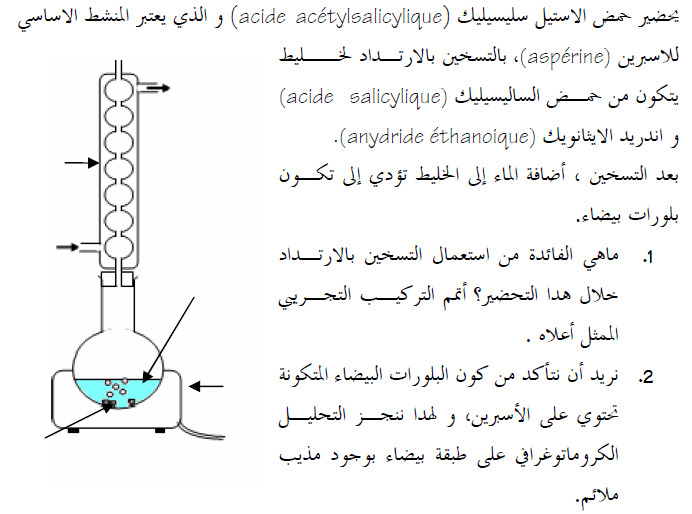 يحضير حمض الاستيل سليسيليك (acide acétylsalicylique) و الذي يعتبر المنشط الاساسي
للاسبرين (aspérine)، بالتسخين بالارتداد لخليط
يتكون من حمض الساليسيليك (acide salicylique)
و اندريد الايثانويك (anydride éthanoique).
بعد التسخين ، أضافة الماء إلى الخليط تؤدي إلى تكون
بلورات بيضاء.
1. ماهي الفائدة من استعمال التسخين بالارتداد
خلال هدا التحضير؟ أتمم التركيب التجريبي
الممثل أعلاه .
2. نريد أن نتأكد من كون البلورات البيضاء المتكونة
تحتوي على الأسبرين، و لهدا ننجز التحليل
الكروماتوغرافي على طبقة بيضاء بوجود مذيب
ملائم.